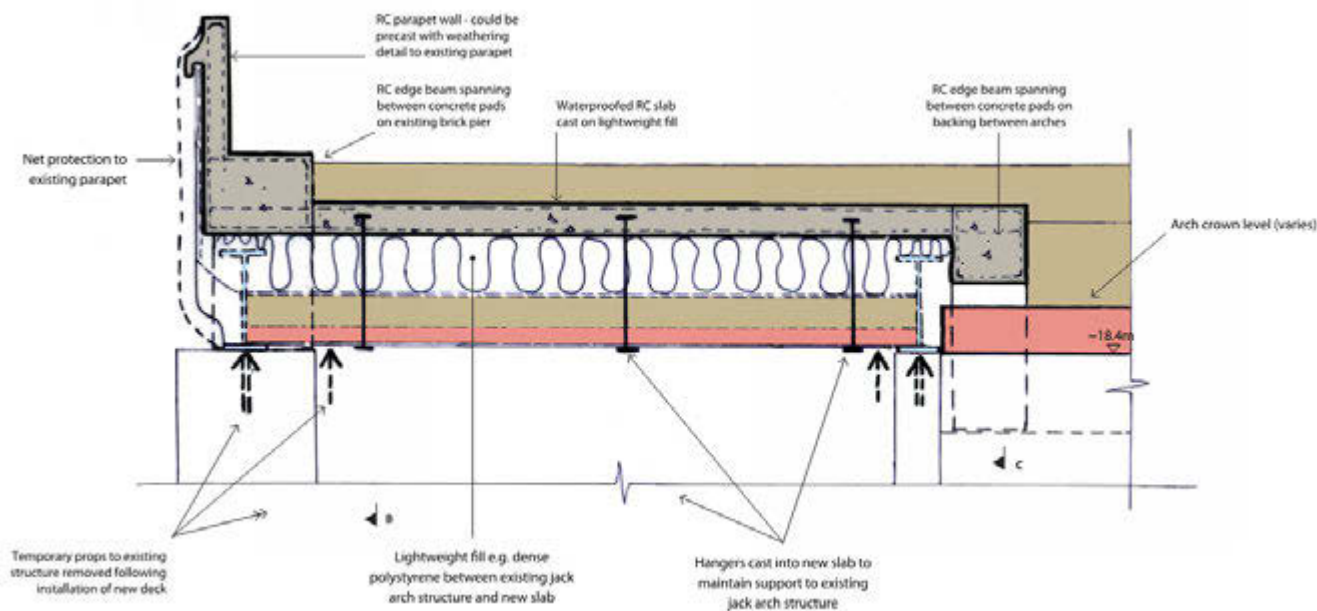 RC parapet wall - could be
precast with weathering
detail to existing parapet
RC edge beam spanning
between concrete pads
on existing brick pier
Waterproofed RC slab
cast on lightweight fill
RC edge beam spanning
between concrete pads on
backing between arches
Net protection to
existing parapet
Arch crown level (varies)
~18.4m
C
B
Temporary props to existing
structure removed following
installation of new deck
Lightweight fill e.g. dense
polystyrene between existing jack
arch structure and new slab
Hangers cast into new slab to
maintain support to existing
jack arch structure